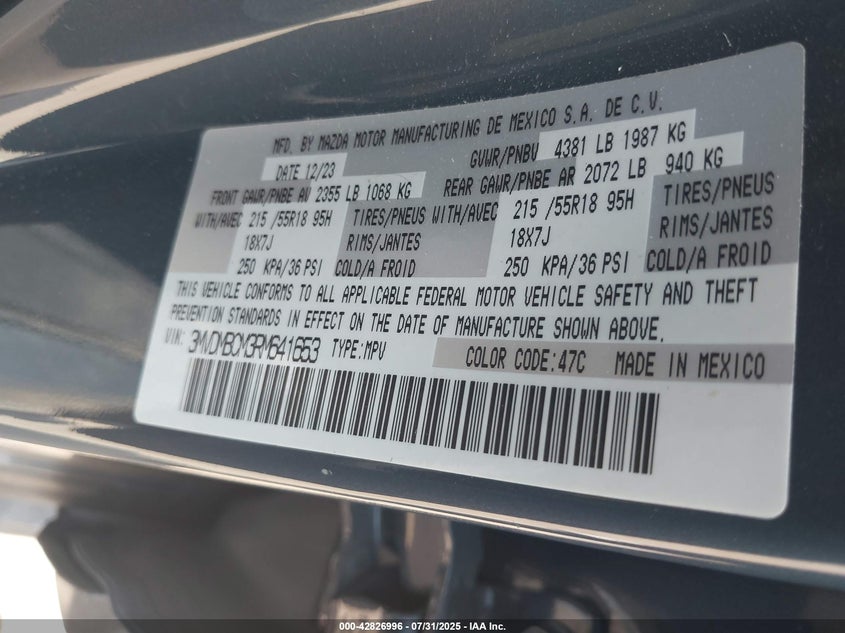 MFD. BY MAZDA MOTOR MANUFACTURING DE MEXICO S.A. DE C.V.
DATE 12/23 GVWR/PNBV 4381 LB 1987 KG
FRONT GAWR/PNBE AV 2355 LB 1068 KG REAR GAWR/PNBE AR 2072 LB 940 KG
WITH/AVEC 215 /55R18 95H TIRES/PNEUS WITH/AVEC 215 /55R18 95H TIRES/PNEUS
18X7J RIMS/JANTES 18X7J RIMS/JANTES
250 KPA/36 PSI COLD/A FROID 250 KPA/36 PSI COLD/A FROID
THIS VEHICLE CONFORMS TO ALL APPLICABLE FEDERAL MOTOR VEHICLE SAFETY AND THEFT
PREVENTION STANDARDS IN EFFECT ON THE DATE OF MANUFACTURE SHOWN ABOVE.
VIN: 3MVDMBCM3RM641653 TYPE:MPV COLOR CODE:47C MADE IN MEXICO
000-42826996 - 07/31/2025 - IAA Inc.